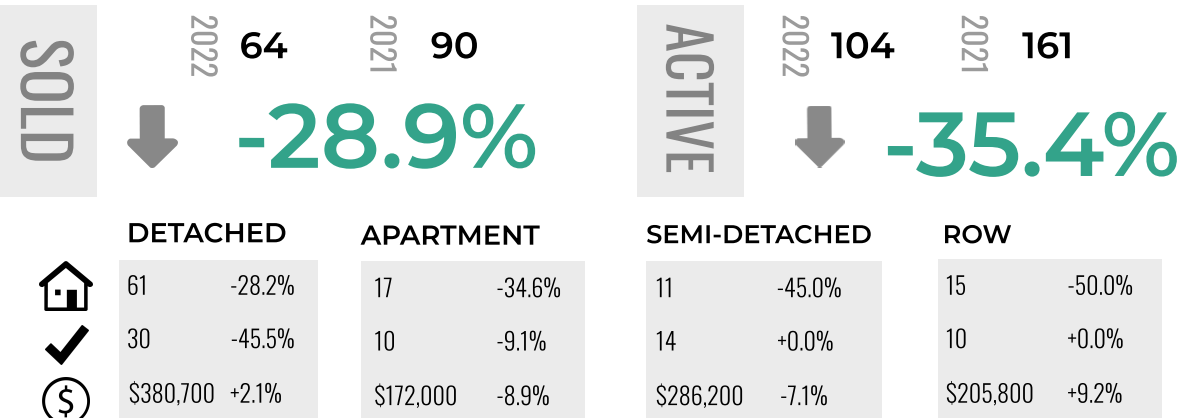 SOLD
2022 64 2021 90
-28.9%
ACTIVE
2022 104 2021 161
-35.4%
DETACHED APARTMENT SEMI-DETACHED ROW
61 -28.2% 17 -34.6% 11 -45.0% 15 -50.0%
30 -45.5% 10 -9.1% 14 +0.0% 10 +0.0%
$ $380,700 +2.1% $172,000 -8.9% $286,200 -7.1% $205,800 +9.2%